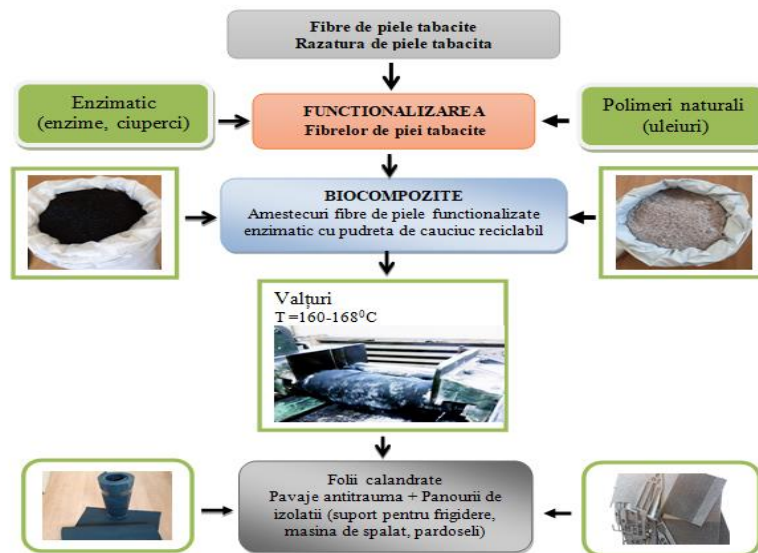 Fibre de piele tabacite
Razatura de piele tabacita
Enzimatic
(enzime, ciuperci)
FUNCTIONALIZAREA
Fibrelor de piei tabacite
Polimeri naturali
(uleiuri)
BIOCOMPOZITE
Amestecuri fibre de piele functionalizate
enzimatic cu pudreta de cauciuc reciclabil
Valțuri
T =160-168⁰C
Folii calandrate
Pavaje antitrauma + Panourii de
izolatii (suport pentru frigidere,
masina de spalat, pardoseli)